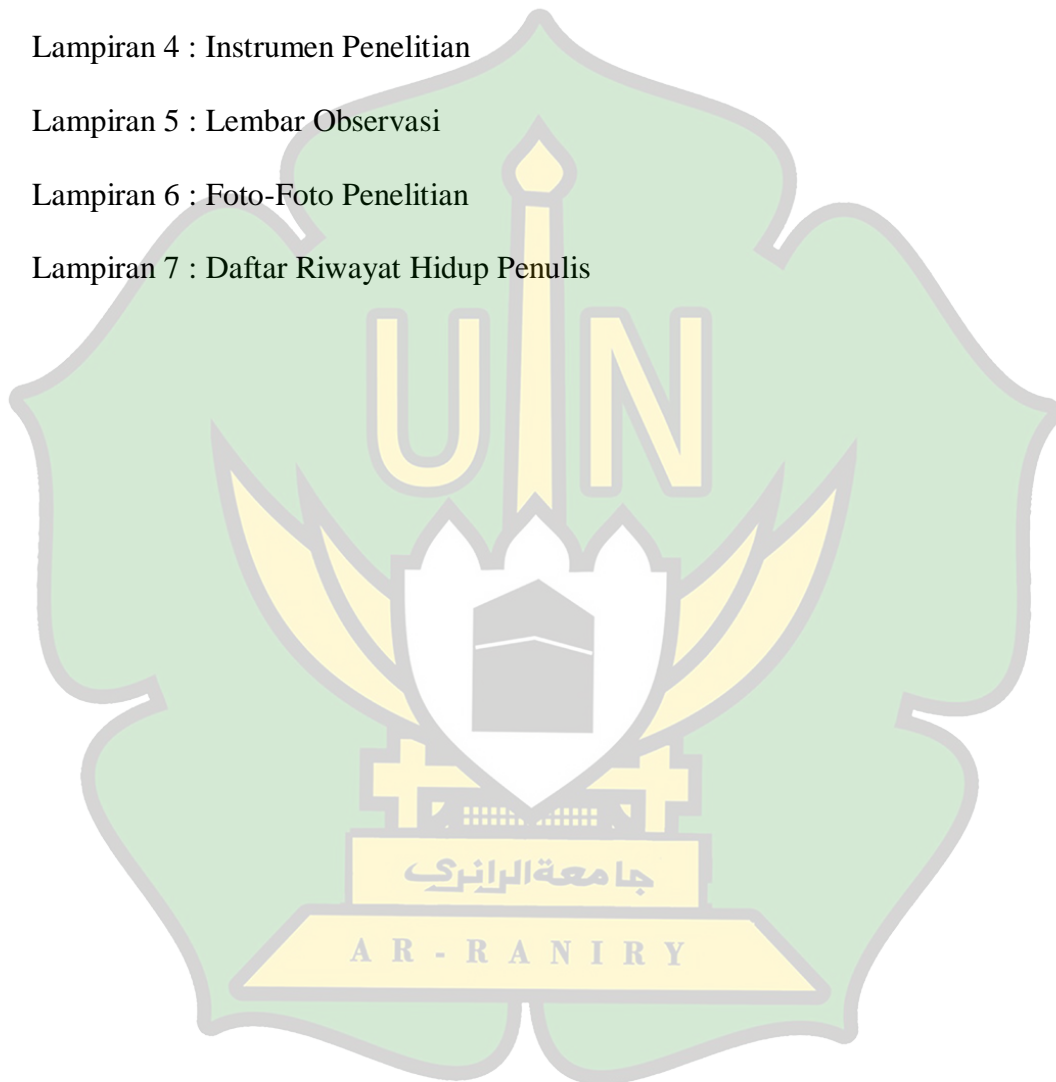 Lampiran 4 : Instrumen Penelitian
Lampiran 5 : Lembar Observasi
Lampiran 6 : Foto-Foto Penelitian
Lampiran 7 : Daftar Riwayat Hidup Penulis
UIN
جامعة الرانري
AR-RANIRY